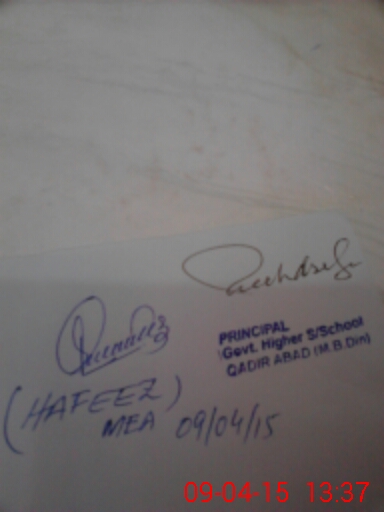 PRINCIPAL
Govt. Higher S/School
QADIR ABAD (M.B.Din)
(HAFEEZ)
MEA 09/04/15
09-04-15 13:37